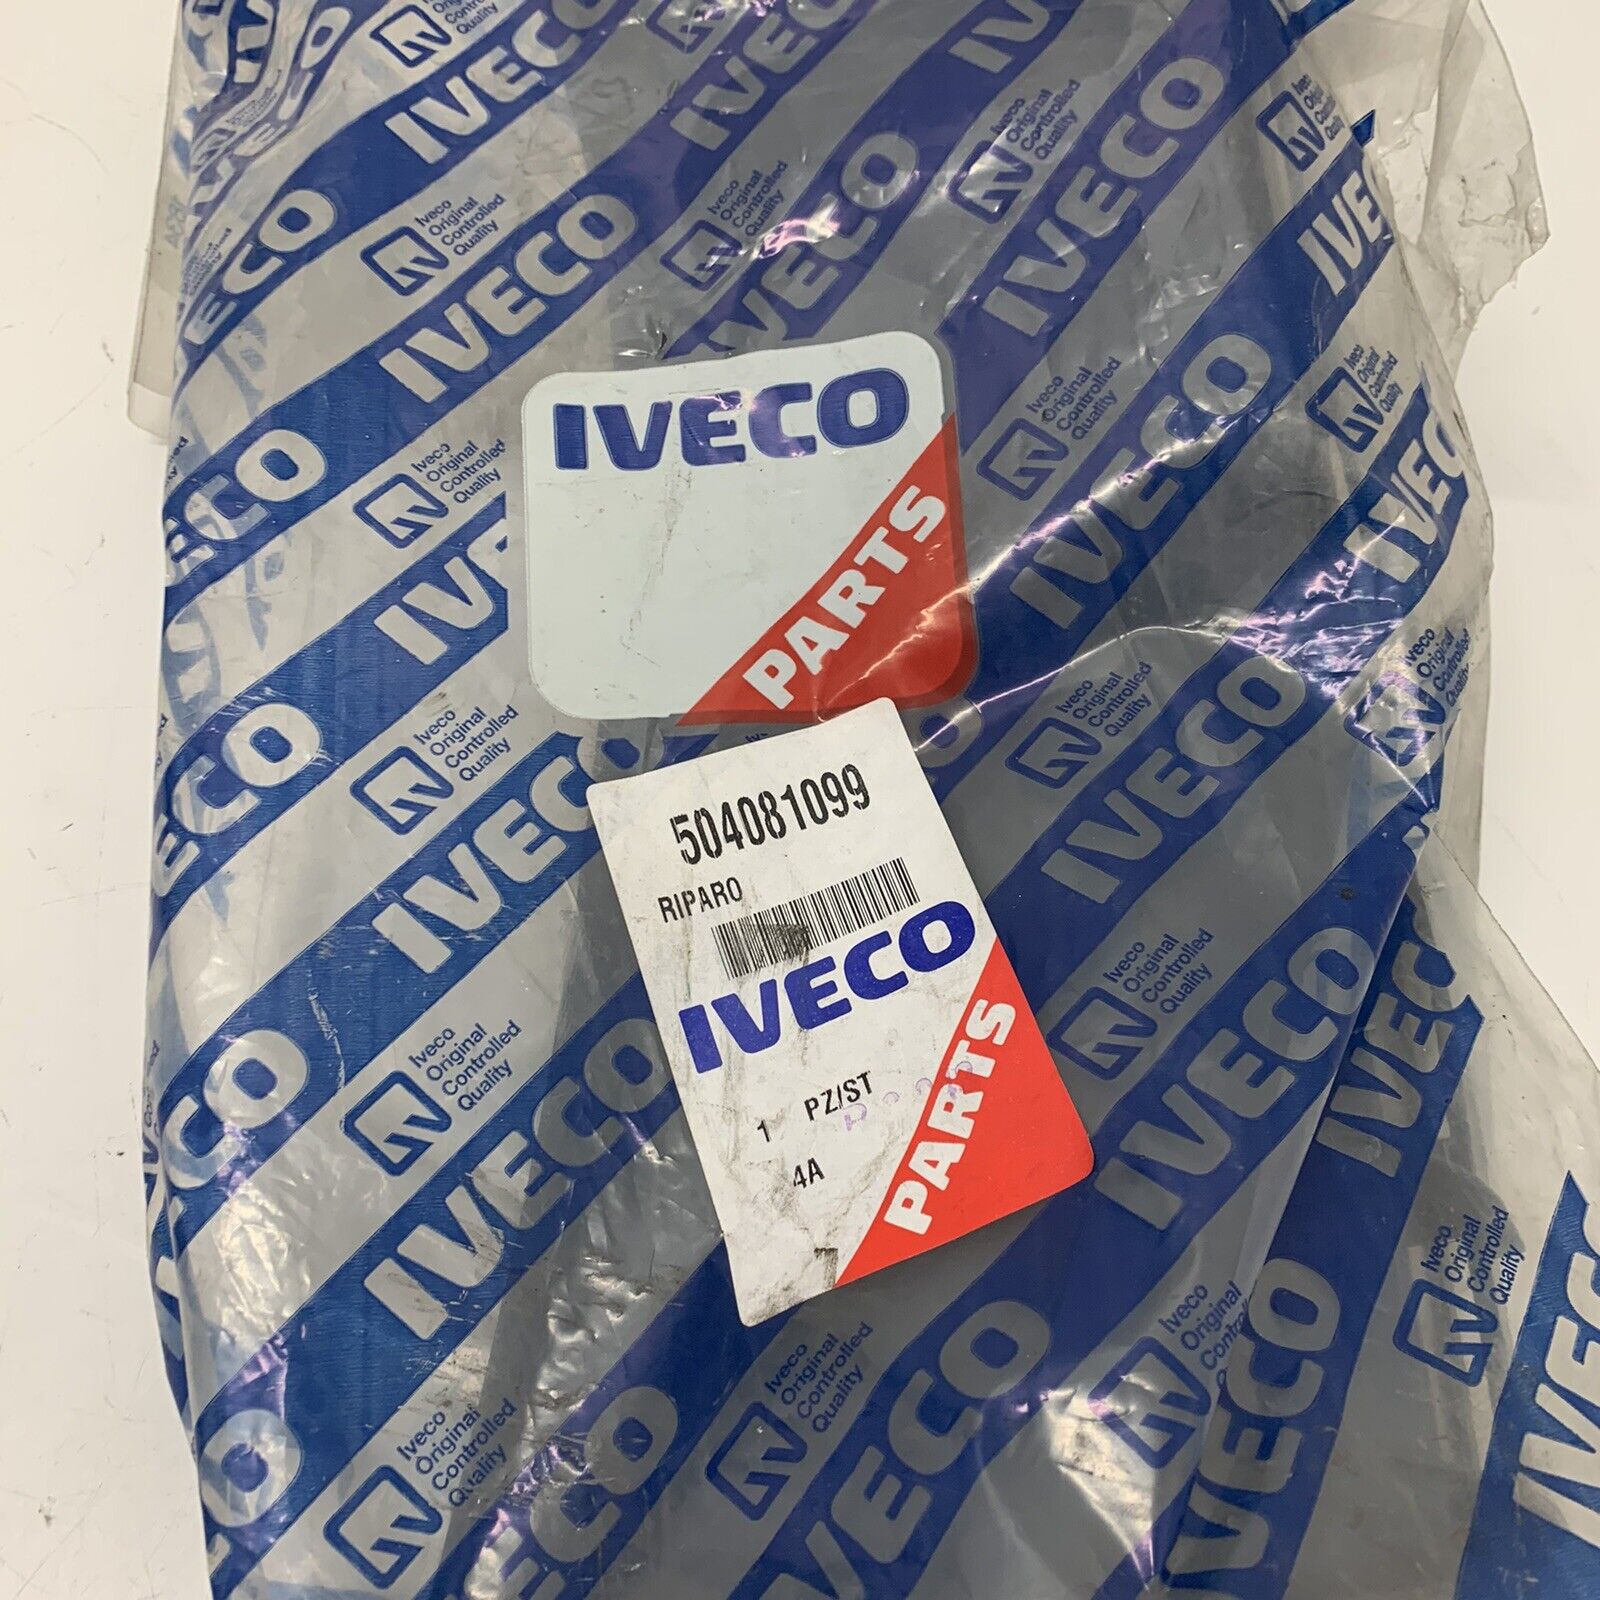 IVECO
PARTS
504081099
RIPARO
IVECO
PARTS
1 PZ/ST
4A
IVECO
Iveco
Original
Controlled
Quality